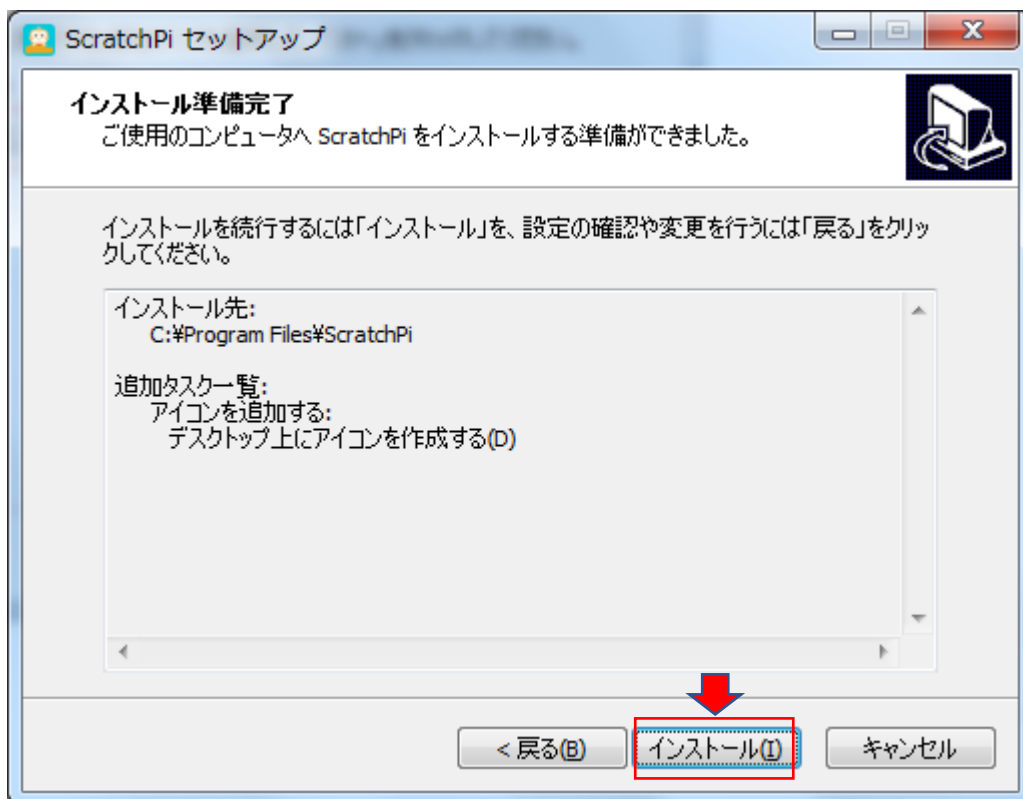 ScratchPi セットアップ
インストール準備完了
ご使用のコンピュータへ ScratchPi をインストールする準備ができました。
インストールを続行するには「インストール」を、設定の確認や変更を行うには「戻る」をクリッ
クしてください。
インストール先:
C:¥Program Files¥ScratchPi
追加タスク一覧:
アイコンを追加する:
デスクトップ上にアイコンを作成する(D)
< 戻る(B) インストール(I) キャンセル